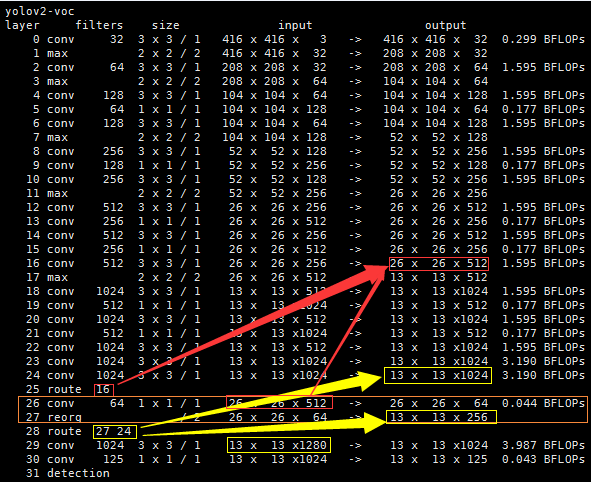 yolov2-voc
layer     filters    size              input                output
0 conv     32  3 x 3 / 1   416 x 416 x   3   ->   416 x 416 x  32  0.299 BFLOPs
1 max          2 x 2 / 2   416 x 416 x  32   ->   208 x 208 x  32
2 conv     64  3 x 3 / 1   208 x 208 x  32   ->   208 x 208 x  64  1.595 BFLOPs
3 max          2 x 2 / 2   208 x 208 x  64   ->   104 x 104 x  64
4 conv    128  3 x 3 / 1   104 x 104 x  64   ->   104 x 104 x 128  1.595 BFLOPs
5 conv     64  1 x 1 / 1   104 x 104 x 128   ->   104 x 104 x  64  0.177 BFLOPs
6 conv    128  3 x 3 / 1   104 x 104 x  64   ->   104 x 104 x 128  1.595 BFLOPs
7 max          2 x 2 / 2   104 x 104 x 128   ->    52 x  52 x 128
8 conv    256  3 x 3 / 1    52 x  52 x 128   ->    52 x  52 x 256  1.595 BFLOPs
9 conv    128  1 x 1 / 1    52 x  52 x 256   ->    52 x  52 x 128  0.177 BFLOPs
10 conv    256  3 x 3 / 1    52 x  52 x 128   ->    52 x  52 x 256  1.595 BFLOPs
11 max          2 x 2 / 2    52 x  52 x 256   ->    26 x  26 x 256
12 conv    512  3 x 3 / 1    26 x  26 x 256   ->    26 x  26 x 512  1.595 BFLOPs
13 conv    256  1 x 1 / 1    26 x  26 x 512   ->    26 x  26 x 256  0.177 BFLOPs
14 conv    512  3 x 3 / 1    26 x  26 x 256   ->    26 x  26 x 512  1.595 BFLOPs
15 conv    256  1 x 1 / 1    26 x  26 x 512   ->    26 x  26 x 256  0.177 BFLOPs
16 conv    512  3 x 3 / 1    26 x  26 x 256   ->    26 x  26 x 512  1.595 BFLOPs
17 max          2 x 2 / 2    26 x  26 x 512   ->    13 x  13 x 512
18 conv   1024  3 x 3 / 1    13 x  13 x 512   ->    13 x  13 x1024  1.595 BFLOPs
19 conv    512  1 x 1 / 1    13 x  13 x1024   ->    13 x  13 x 512  0.177 BFLOPs
20 conv   1024  3 x 3 / 1    13 x  13 x 512   ->    13 x  13 x1024  1.595 BFLOPs
21 conv    512  1 x 1 / 1    13 x  13 x1024   ->    13 x  13 x 512  0.177 BFLOPs
22 conv   1024  3 x 3 / 1    13 x  13 x 512   ->    13 x  13 x1024  1.595 BFLOPs
23 conv   1024  3 x 3 / 1    13 x  13 x1024   ->    13 x  13 x1024  3.190 BFLOPs
24 conv   1024  3 x 3 / 1    13 x  13 x1024   ->    13 x  13 x1024  3.190 BFLOPs
25 route  16
26 conv     64  1 x 1 / 1    26 x  26 x 512   ->    26 x  26 x  64  0.044 BFLOPs
27 reorg              / 2    26 x  26 x  64   ->    13 x  13 x 256
28 route  27 24
29 conv   1024  3 x 3 / 1    13 x  13 x1280   ->    13 x  13 x1024  3.987 BFLOPs
30 conv    125  1 x 1 / 1    13 x  13 x1024   ->    13 x  13 x 125  0.043 BFLOPs
31 detection